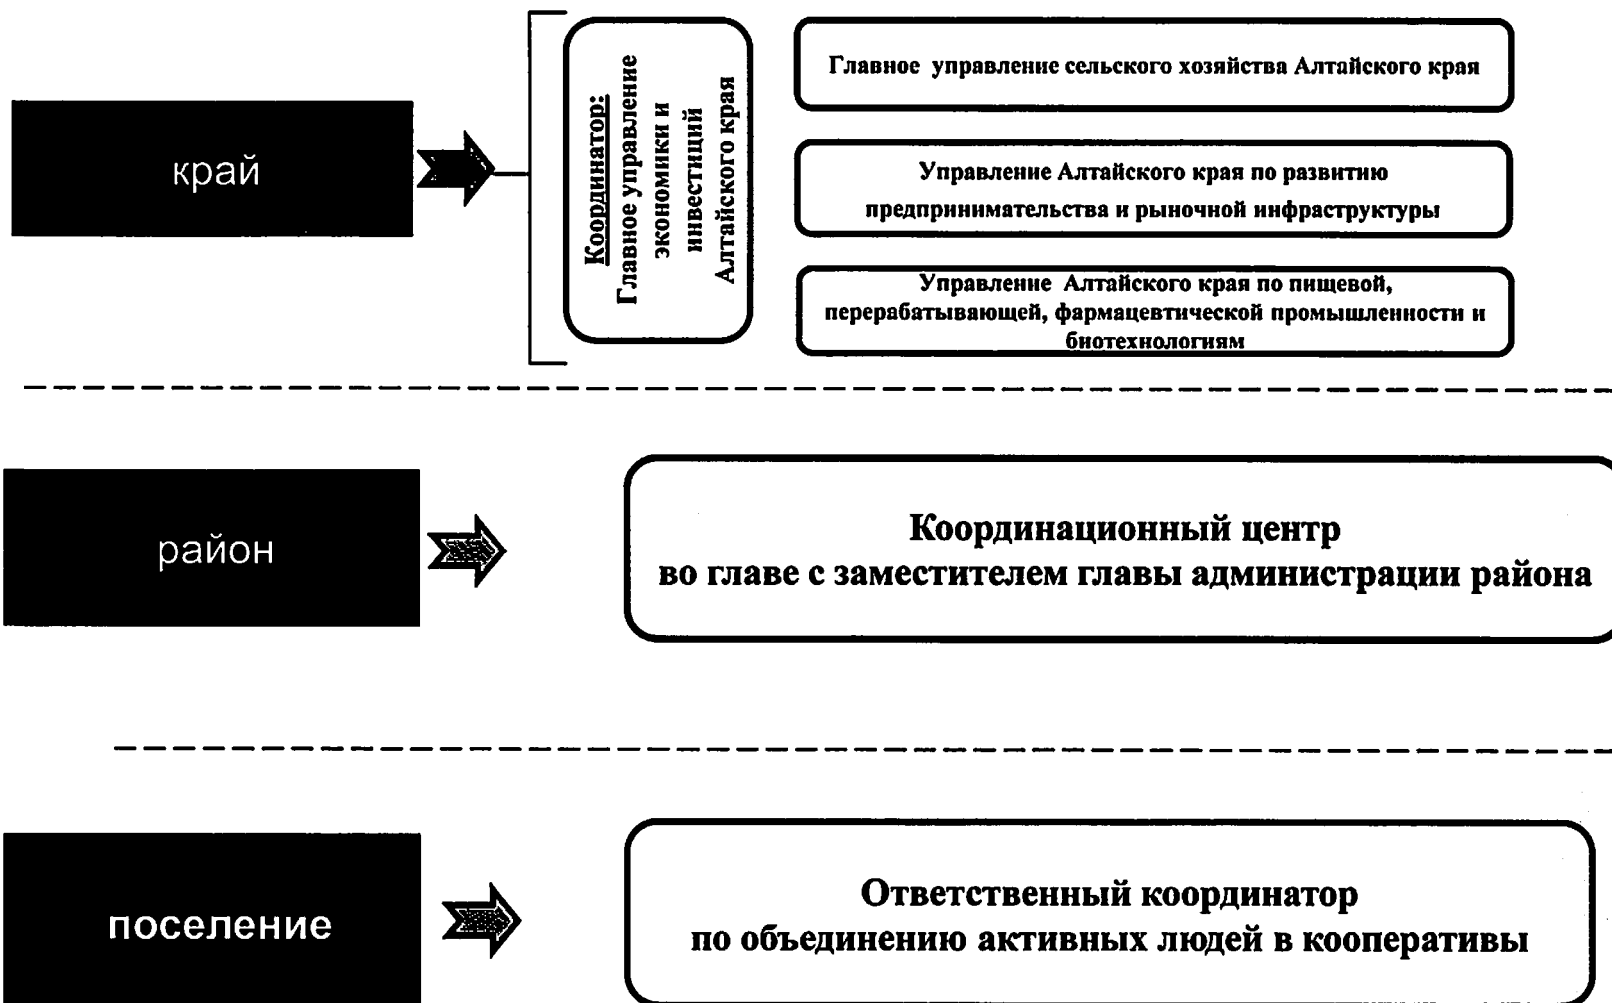 край
Координатор:
Главное управление
экономики и
инвестиций
Алтайского края
Главное управление сельского хозяйства Алтайского края
Управление Алтайского края по развитию
предпринимательства и рыночной инфраструктуры
Управление Алтайского края по пищевой,
перерабатывающей, фармацевтической промышленности и
биотехнологиям
район
Координационный центр
во главе с заместителем главы администрации района
поселение
Ответственный координатор
по объединению активных людей в кооперативы